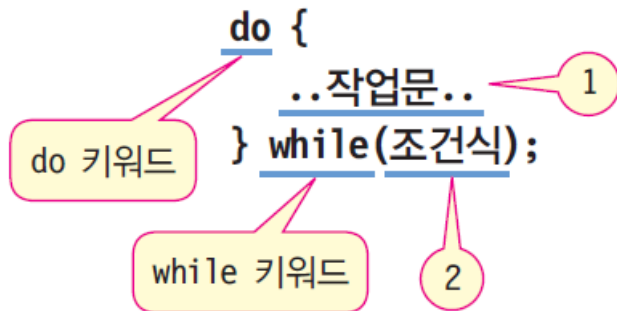 do {
..작업문..
1
do 키워드
} while(조건식);
while 키워드
2